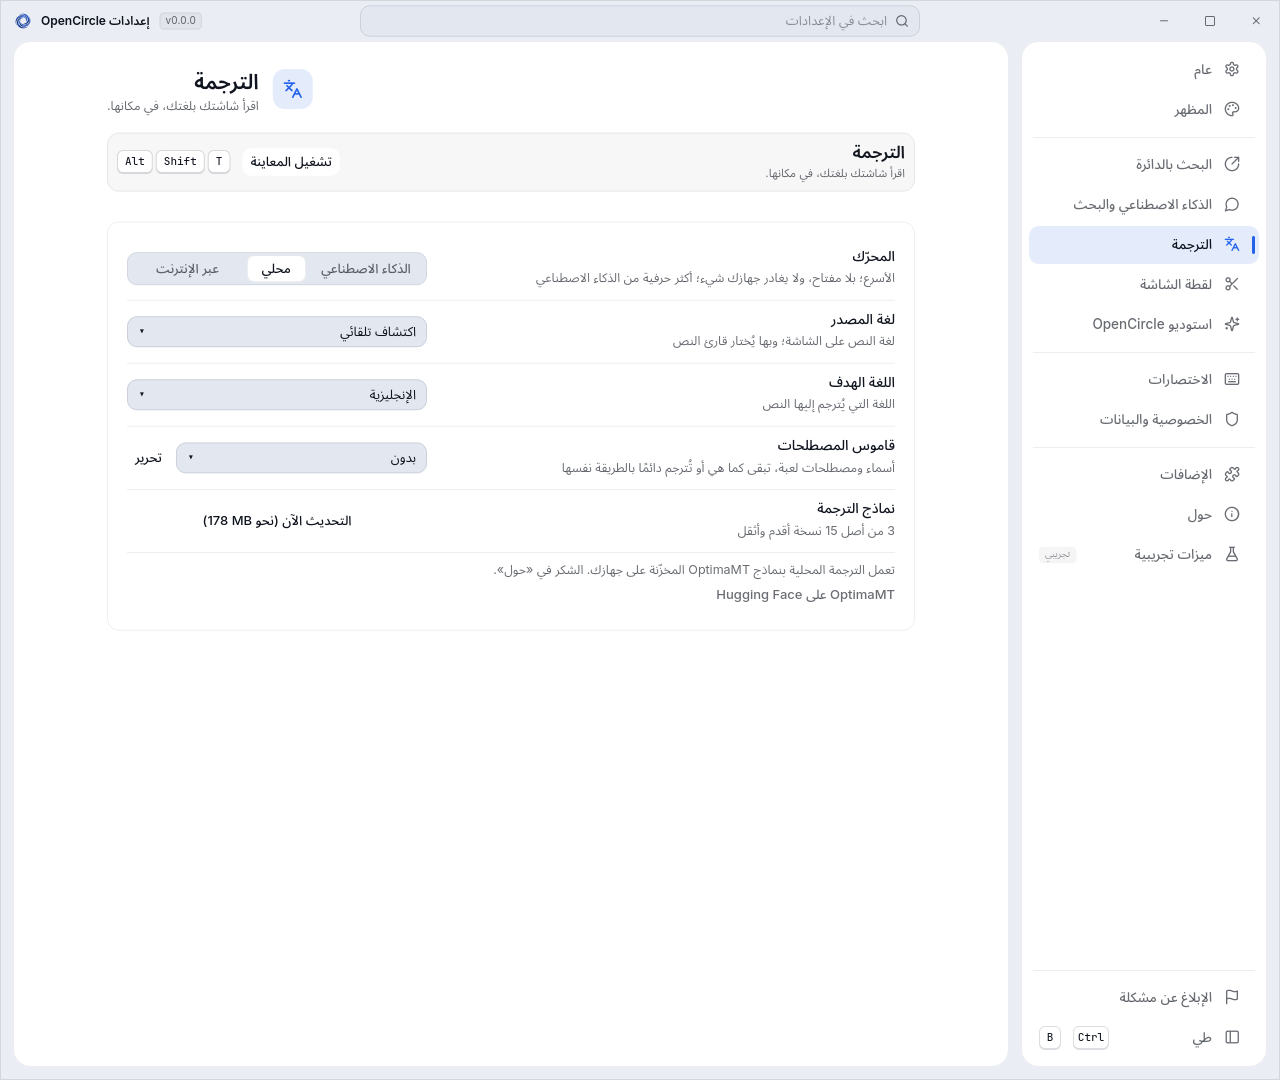 إعدادات OpenCircle
v0.0.0
ابحث في الإعدادات
عام
المظهر
البحث بالدائرة
الذكاء الاصطناعي والبحث
الترجمة
لقطة الشاشة
استوديو OpenCircle
الاختصارات
الخصوصية والبيانات
الإضافات
حول
ميزات تجريبية
تجريبي
الإبلاغ عن مشكلة
طي
Ctrl
B
الترجمة
اقرأ شاشتك بلغتك، في مكانها.
الترجمة
اقرأ شاشتك بلغتك، في مكانها.
تشغيل المعاينة
Alt Shift T
المحرّك
الأسرع؛ بلا مفتاح، ولا يغادر جهازك شيء؛ أكثر حرفية من الذكاء الاصطناعي
الذكاء الاصطناعي
محلي
عبر الإنترنت
لغة المصدر
لغة النص على الشاشة؛ وبها يُختار قارئ النص
اكتشاف تلقائي
اللغة الهدف
اللغة التي يُترجم إليها النص
الإنجليزية
قاموس المصطلحات
أسماء ومصطلحات لعبة، تبقى كما هي أو تُترجم دائمًا بالطريقة نفسها
بدون
تحرير
نماذج الترجمة
3 من أصل 15 نسخة أقدم وأثقل
التحديث الآن (نحو 178 MB)
تعمل الترجمة المحلية بنماذج OptimaMT المخزّنة على جهازك. الشكر في «حول».
OptimaMT على Hugging Face